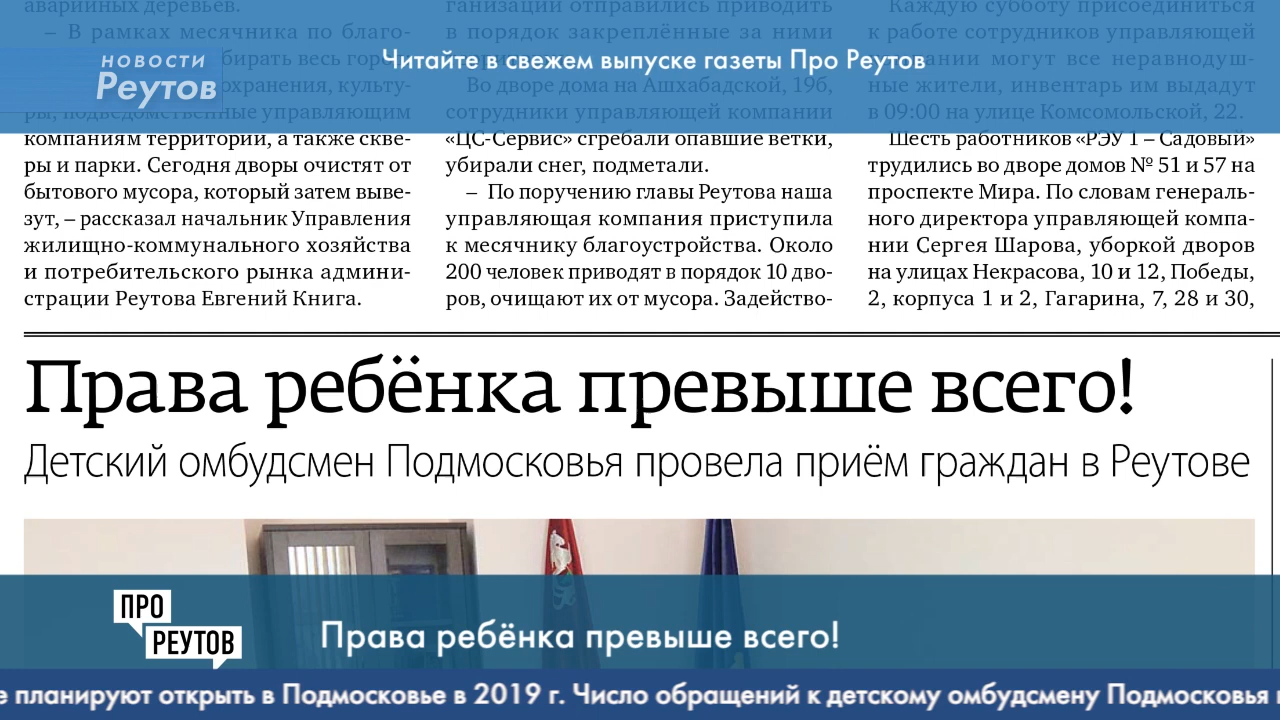 аварийных деревьев.
– В рамках месячника по благо-
бирать весь
охранения, культу-
ры, подведомственные управляющим
компаниям территории, а также скве-
ры и парки. Сегодня дворы очистят от
бытового мусора, который затем выве-
зут, – рассказал начальник Управления
жилищно-коммунального хозяйства
и потребительского рынка админи-
страции Реутова Евгений Книга.
ганизации отправились приводить
в порядок закреплённые за ними
Во дворе дома на Ашхабадской, 19б,
сотрудники управляющей компании
«ЦС-Сервис» сгребали опавшие ветки,
убирали снег, подметали.
– По поручению главы Реутова наша
управляющая компания приступила
к месячнику благоустройства. Около
200 человек приводят в порядок 10 дво-
ров, очищают их от мусора. Задейство-
Каждую субботу присоединиться
к работе сотрудников управляющей
могут все неравнодуш-
ные жители, инвентарь им выдадут
в 09:00 на улице Комсомольской, 22.
Шесть работников «РЭУ 1 – Садовый»
трудились во дворе домов № 51 и 57 на
проспекте Мира. По словам генераль-
ного директора управляющей компа-
нии Сергея Шарова, уборкой дворов
на улицах Некрасова, 10 и 12, Победы,
2, корпуса 1 и 2, Гагарина, 7, 28 и 30,
НОВОСТИ
Реутов
Читайте в свежем выпуске газеты Про Реутов
Права ребёнка превыше всего!
Детский омбудсмен Подмосковья провела приём граждан в Реутове
ПРО
РЕУТОВ
Права ребёнка превыше всего!
е планируют открыть в Подмосковье в 2019 г. Число обращений к детскому омбудсмену Подмосковья